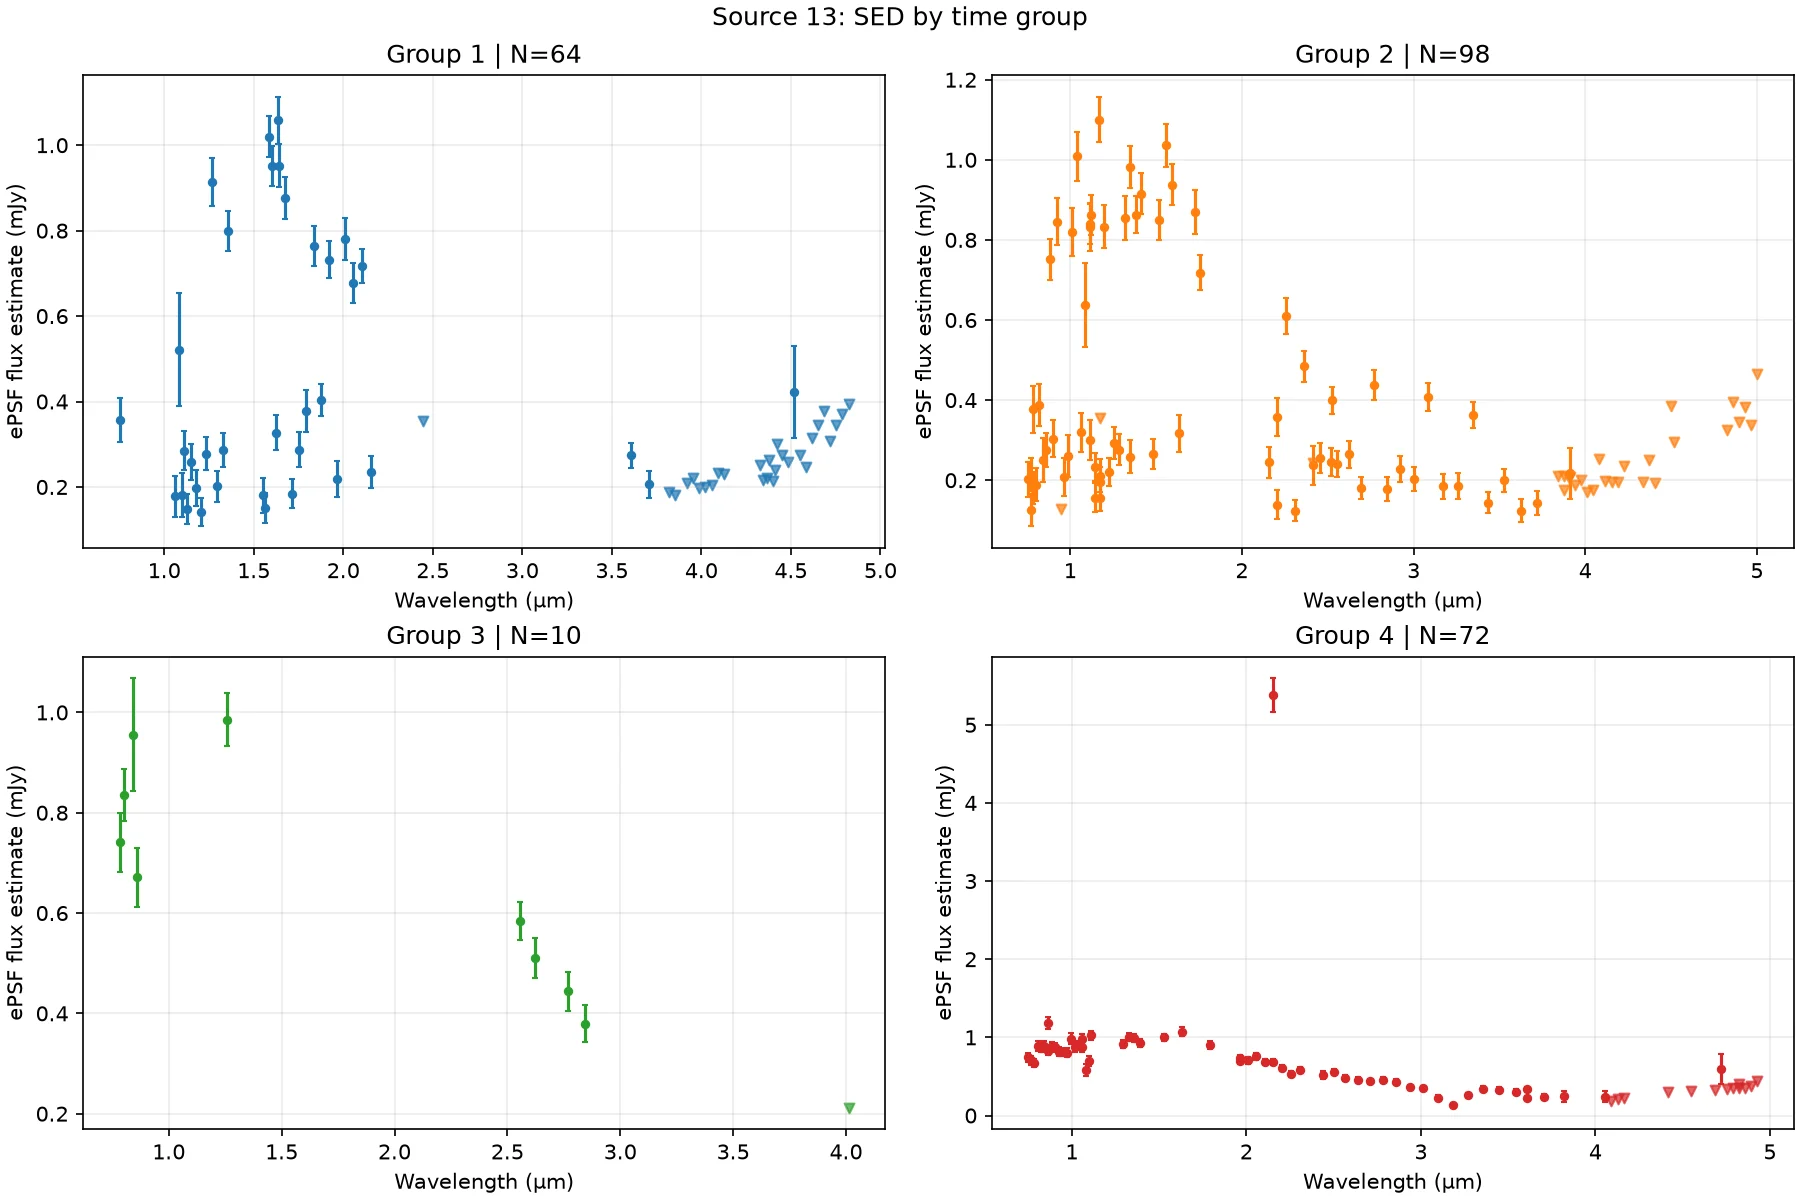 Source 13: SED by time group
Group 1 | N=64
ePSF flux estimate (mJy)
1.0
0.8
0.6
0.4
0.2
1.0 1.5 2.0 2.5 3.0 3.5 4.0 4.5 5.0
Wavelength (μm)
Group 2 | N=98
ePSF flux estimate (mJy)
1.2
1.0
0.8
0.6
0.4
0.2
1 2 3 4 5
Wavelength (μm)
Group 3 | N=10
ePSF flux estimate (mJy)
1.0
0.8
0.6
0.4
0.2
1.0 1.5 2.0 2.5 3.0 3.5 4.0
Wavelength (μm)
Group 4 | N=72
ePSF flux estimate (mJy)
5
4
3
2
1
0
1 2 3 4 5
Wavelength (μm)